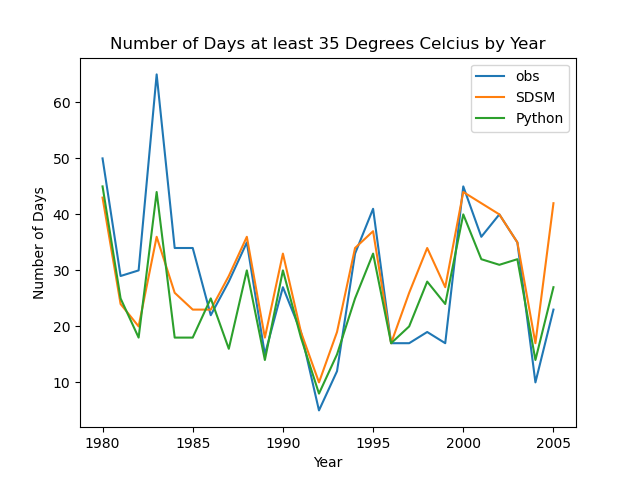 Number of Days at least 35 Degrees Celcius by Year
obs
SDSM
Python
Number of Days
60
50
40
30
20
10
1980 1985 1990 1995 2000 2005
Year